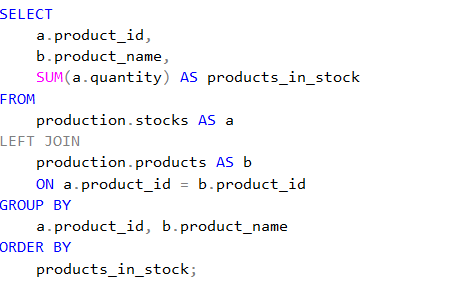 SELECT
    a.product_id,
    b.product_name,
    SUM(a.quantity) AS products_in_stock
FROM
    production.stocks AS a
LEFT JOIN
    production.products AS b
    ON a.product_id = b.product_id
GROUP BY
    a.product_id, b.product_name
ORDER BY
    products_in_stock;